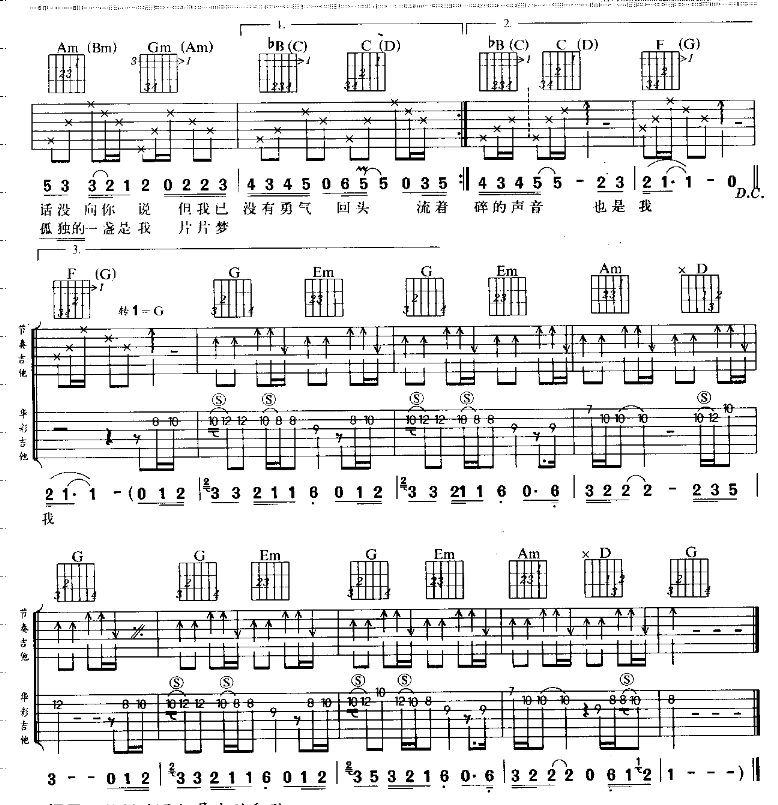 1. 2.
Am (Bm) Gm (Am) ♭B (C) C (D) ♭B (C) C (D) F (G)
5 3 3 2 1 2 0 2 2 3 | 4 3 4 5 0 6 5 5 0 3 5 :‖ 4 3 4 5 5 - 2 3 | 2 1· 1 - 0 ‖
D.C.
话没 向你 说 但我已 没有勇气 回头 流着 碎的声音 也是 我
孤独的一盏是我 片片梦
3.
F (G) G Em G Em Am × D
转1=G
节奏吉他
8 10 10 12 12 10 8 8 9 8 10 10 12 12 10 8 8 9 9 7 10 10 10 10 10 12 10
华彩吉他
2 1· 1 - (0 1 2 | 2 3 3 2 1 1 6 0 1 2 | 2 3 3 2 1 1 6 0· 6 | 3 2 2 2 - 2 3 5 |
我
G G Em G Em Am × D G
节奏吉他
12 8 10 10 12 12 10 8 8 9 8 10 10 12 10 12 10 8 9 9 7 10 10 10 10 9 8 8 10 8
华彩吉他
3 - - 0 1 2 | 2 3 3 2 1 1 6 0 1 2 | 2 3 5 3 2 1 6 0· 6 | 3 2 2 2 0 6 1 1 2 | 1 - - - ) ‖